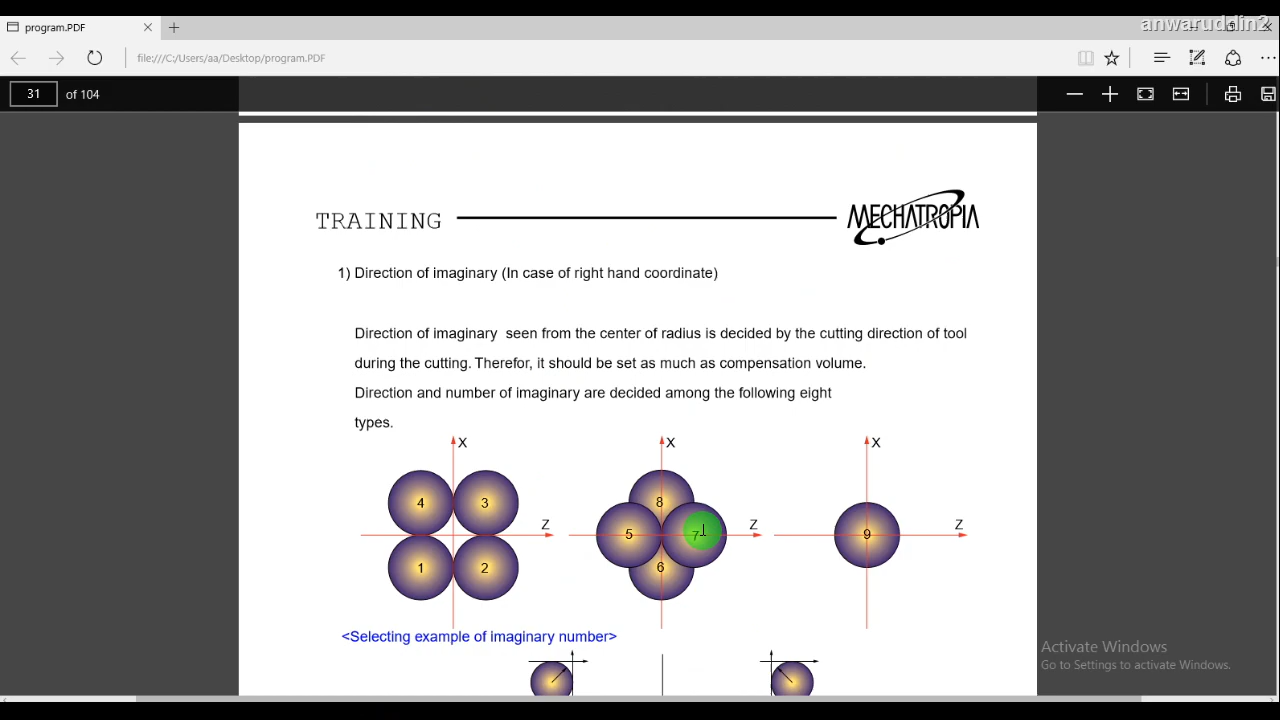 anwaruddin2
program.PDF
file:///C:/Users/aa/Desktop/program.PDF
31 of 104
TRAINING
MECHATROPIA
1) Direction of imaginary (In case of right hand coordinate)
Direction of imaginary seen from the center of radius is decided by the cutting direction of tool
during the cutting. Therefor, it should be set as much as compensation volume.
Direction and number of imaginary are decided among the following eight
types.
X X X
4 3 8
Z Z Z
5 7 9
1 2 6
<Selecting example of imaginary number>
Activate Windows
Go to Settings to activate Windows.